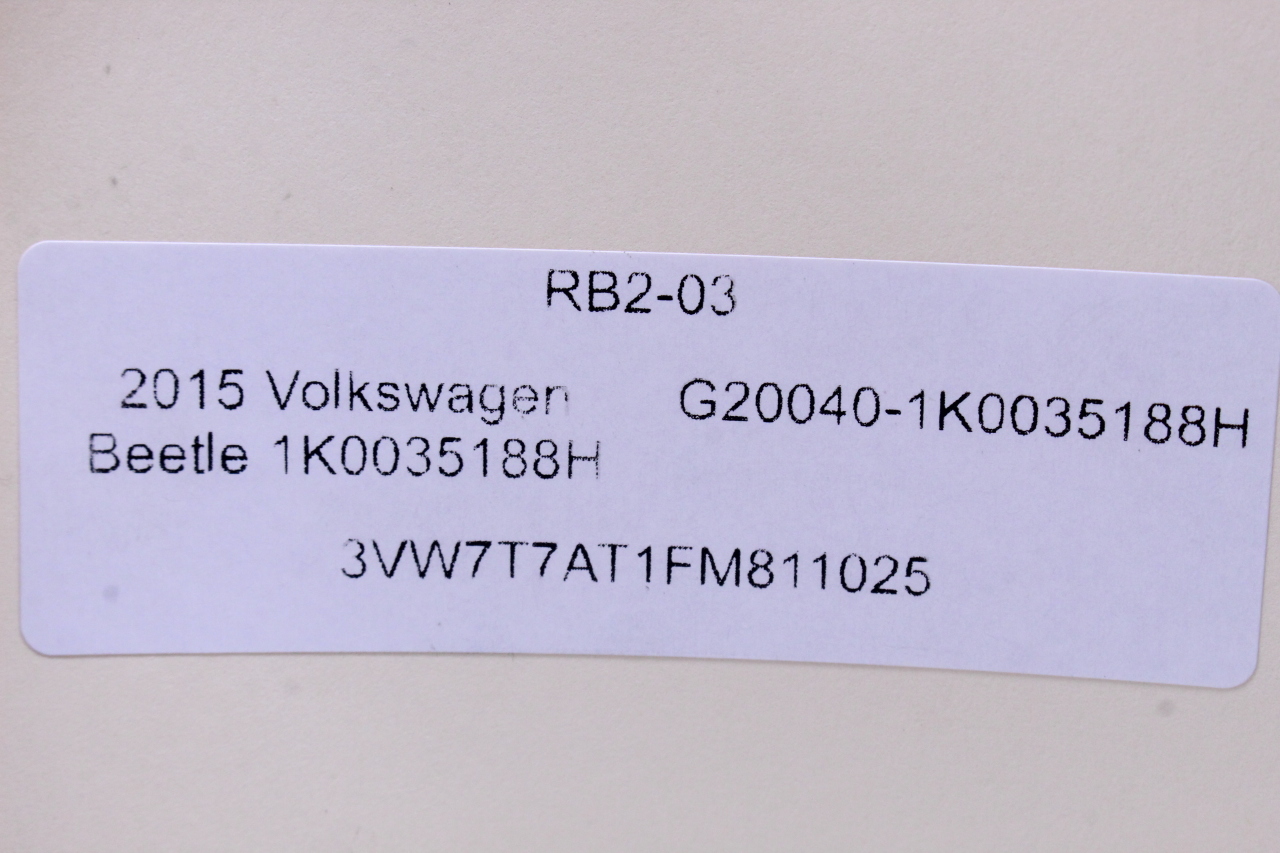 RB2-03
2015 Volkswagen
Beetle 1K0035188H
G20040-1K0035188H
3VW7T7AT1FM811025